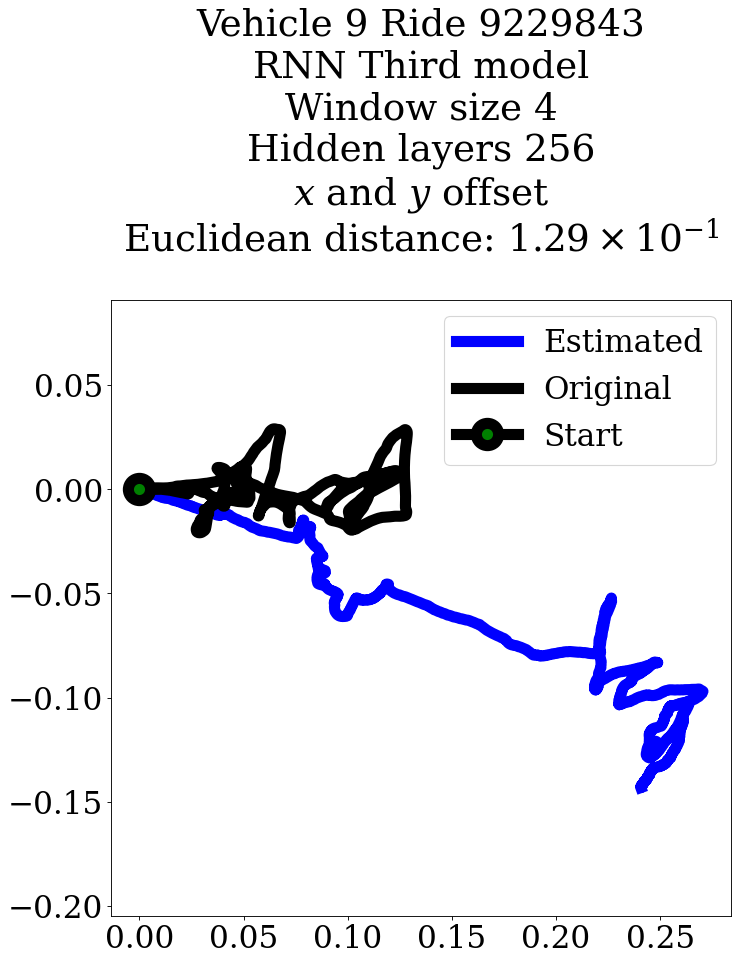 Vehicle 9 Ride 9229843
RNN Third model
Window size 4
Hidden layers 256
x and y offset
Euclidean distance: 1.29 × 10⁻¹
Estimated
Original
Start
0.05
0.00
−0.05
−0.10
−0.15
−0.20
0.00 0.05 0.10 0.15 0.20 0.25